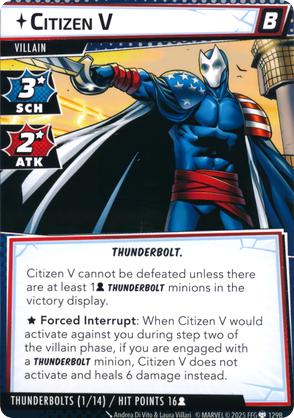 CITIZEN V
B
VILLAIN
3
SCH
2
ATK
THUNDERBOLT.
Citizen V cannot be defeated unless there
are at least 1 THUNDERBOLT minions in the
victory display.
★ Forced Interrupt: When Citizen V would
activate against you during step two of
the villain phase, if you are engaged with
a THUNDERBOLT minion, Citizen V does not
activate and heals 6 damage instead.
THUNDERBOLTS (1/14) / HIT POINTS 16
Andrea Di Vito & Laura Villari © MARVEL © 2025 FFG 129B